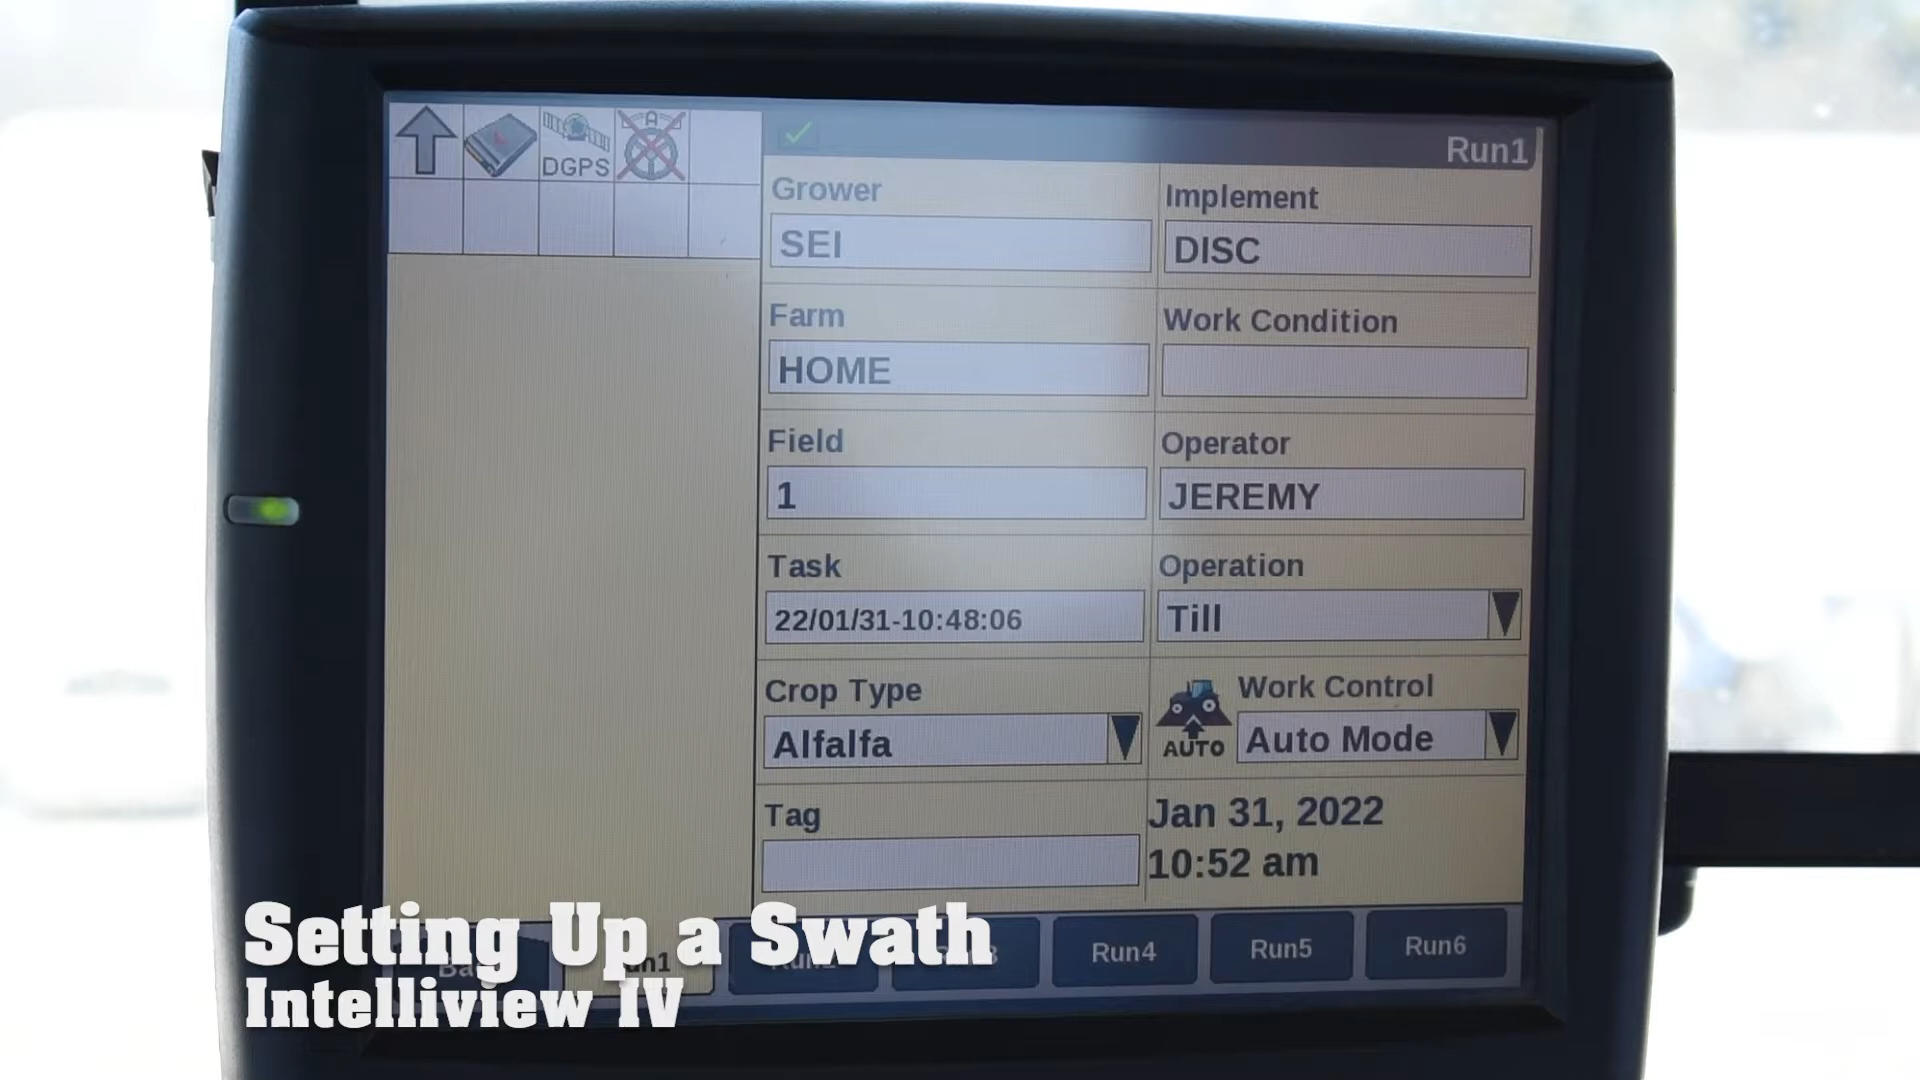 DGPS
Run1
Grower
SEI
Implement
DISC
Farm
HOME
Work Condition
Field
1
Operator
JEREMY
Task
22/01/31-10:48:06
Operation
Till
Crop Type
Alfalfa
AUTO
Work Control
Auto Mode
Tag
Jan 31, 2022
10:52 am
Run4
Run5
Run6
Setting Up a Swath
Intelliview IV